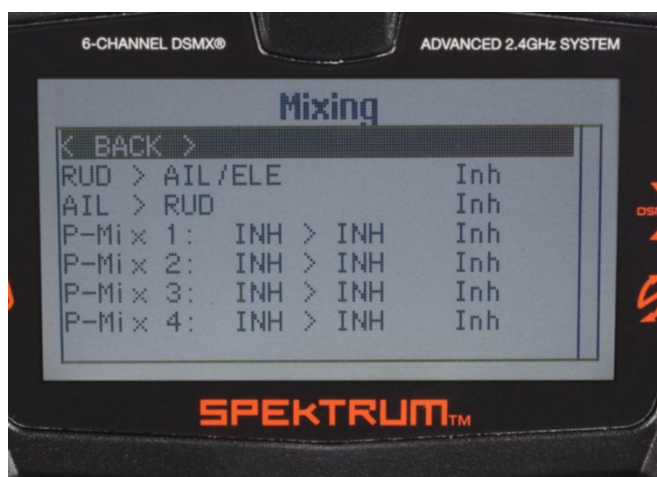 6-CHANNEL DSMX®
ADVANCED 2.4GHz SYSTEM
Mixing
< BACK >
RUD > AIL/ELE Inh
AIL > RUD Inh
P-Mix 1: INH > INH Inh
P-Mix 2: INH > INH Inh
P-Mix 3: INH > INH Inh
P-Mix 4: INH > INH Inh
SPEKTRUM™